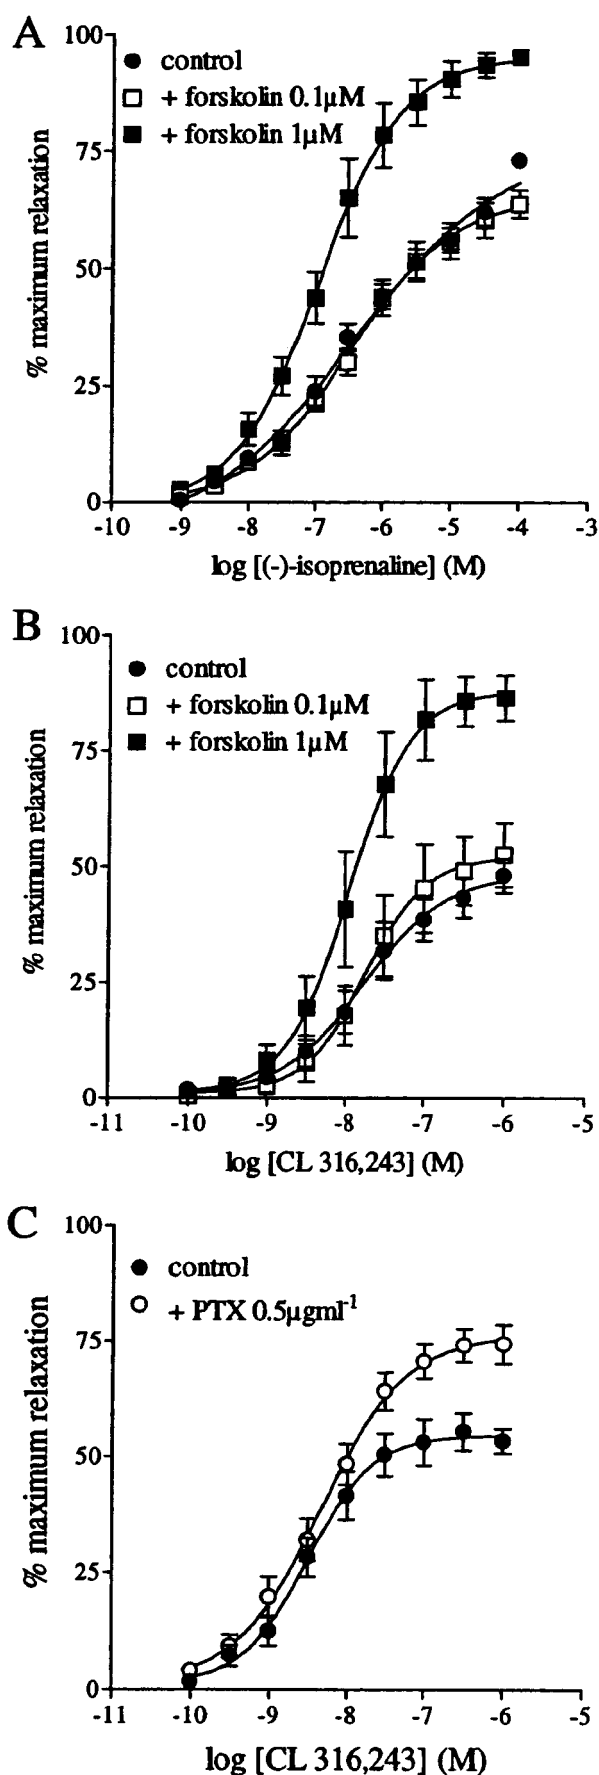 A
100
75
50
25
0
% maximum relaxation
control
+ forskolin 0.1µM
+ forskolin 1µM
-10 -9 -8 -7 -6 -5 -4 -3
log [(-)-isoprenaline] (M)
B
100
75
50
25
0
% maximum relaxation
control
+ forskolin 0.1µM
+ forskolin 1µM
-11 -10 -9 -8 -7 -6 -5
log [CL 316,243] (M)
C
100
75
50
25
0
% maximum relaxation
control
+ PTX 0.5µgml⁻¹
-11 -10 -9 -8 -7 -6 -5
log [CL 316,243] (M)